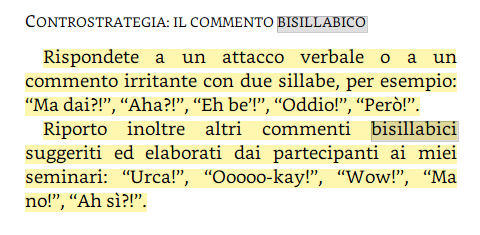 CONTROSTRATEGIA: IL COMMENTO BISILLABICO
Rispondete a un attacco verbale o a un
commento irritante con due sillabe, per esempio:
“Ma dai?!”, “Aha?!”, “Eh be’!”, “Oddio!”, “Però!”.
Riporto inoltre altri commenti bisillabici
suggeriti ed elaborati dai partecipanti ai miei
seminari: “Urca!”, “Ooooo-kay!”, “Wow!”, “Ma
no!”, “Ah sì?!”.